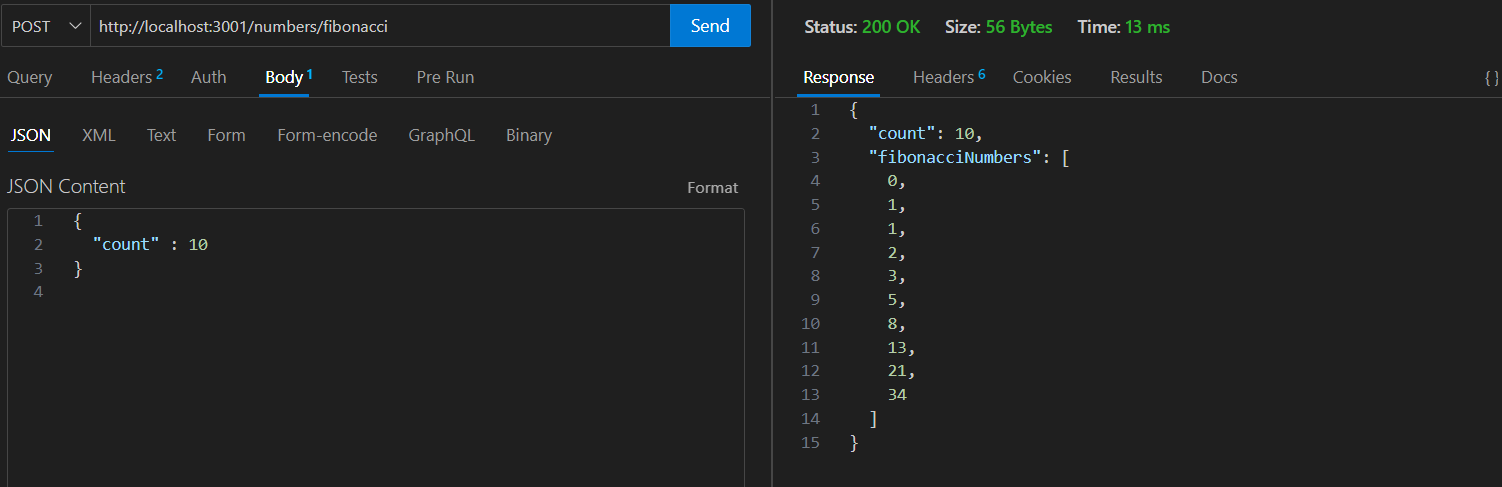 POST http://localhost:3001/numbers/fibonacci Send
Query Headers 2 Auth Body 1 Tests Pre Run
JSON XML Text Form Form-encode GraphQL Binary
JSON Content Format
1 {
2 "count" : 10
3 }
4
Status: 200 OK Size: 56 Bytes Time: 13 ms
Response Headers 6 Cookies Results Docs {}
1 {
2 "count": 10,
3 "fibonacciNumbers": [
4 0,
5 1,
6 1,
7 2,
8 3,
9 5,
10 8,
11 13,
12 21,
13 34
14 ]
15 }